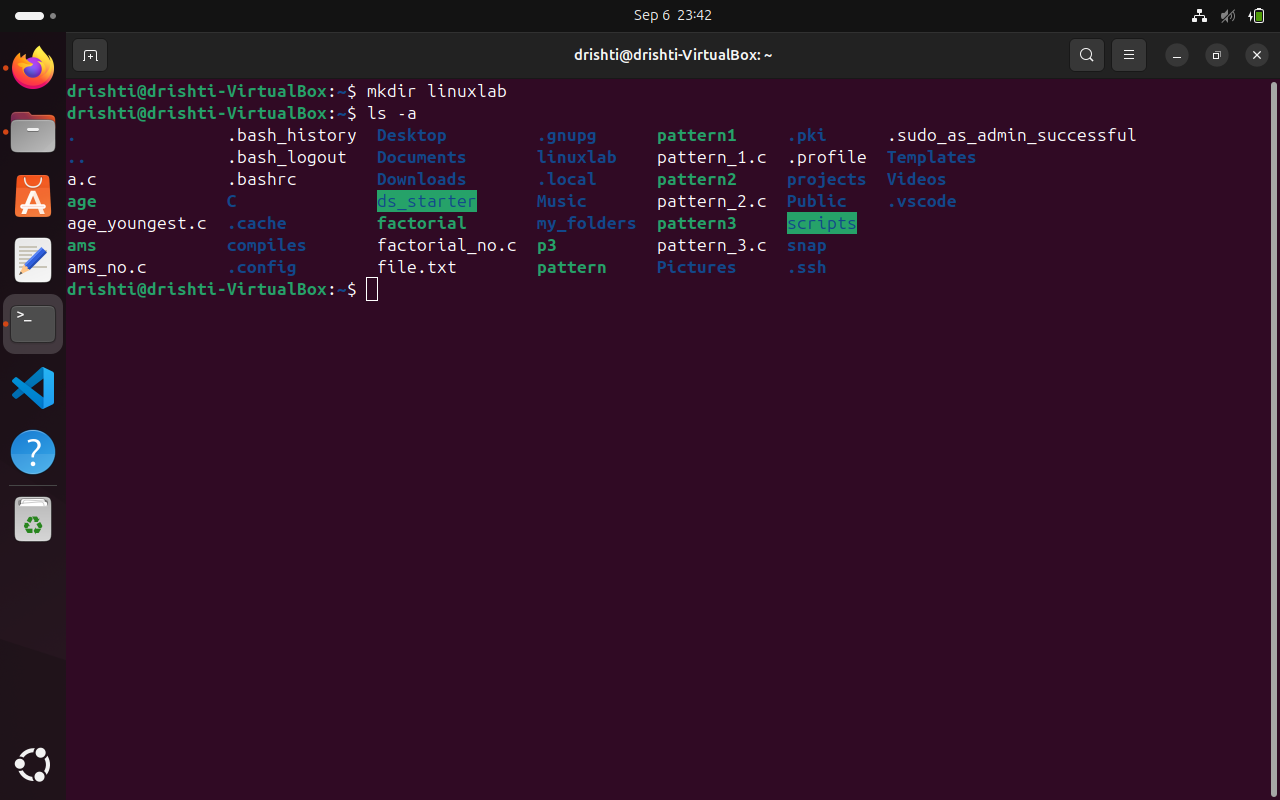 Sep 6 23:42
drishti@drishti-VirtualBox: ~
drishti@drishti-VirtualBox:~$ mkdir linuxlab
drishti@drishti-VirtualBox:~$ ls -a
. .bash_history Desktop .gnupg pattern1 .pki .sudo_as_admin_successful
.. .bash_logout Documents linuxlab pattern_1.c .profile Templates
a.c .bashrc Downloads .local pattern2 projects Videos
age C ds_starter Music pattern_2.c Public .vscode
age_youngest.c .cache factorial my_folders pattern3 scripts
ams compiles factorial_no.c p3 pattern_3.c snap
ams_no.c .config file.txt pattern Pictures .ssh
drishti@drishti-VirtualBox:~$